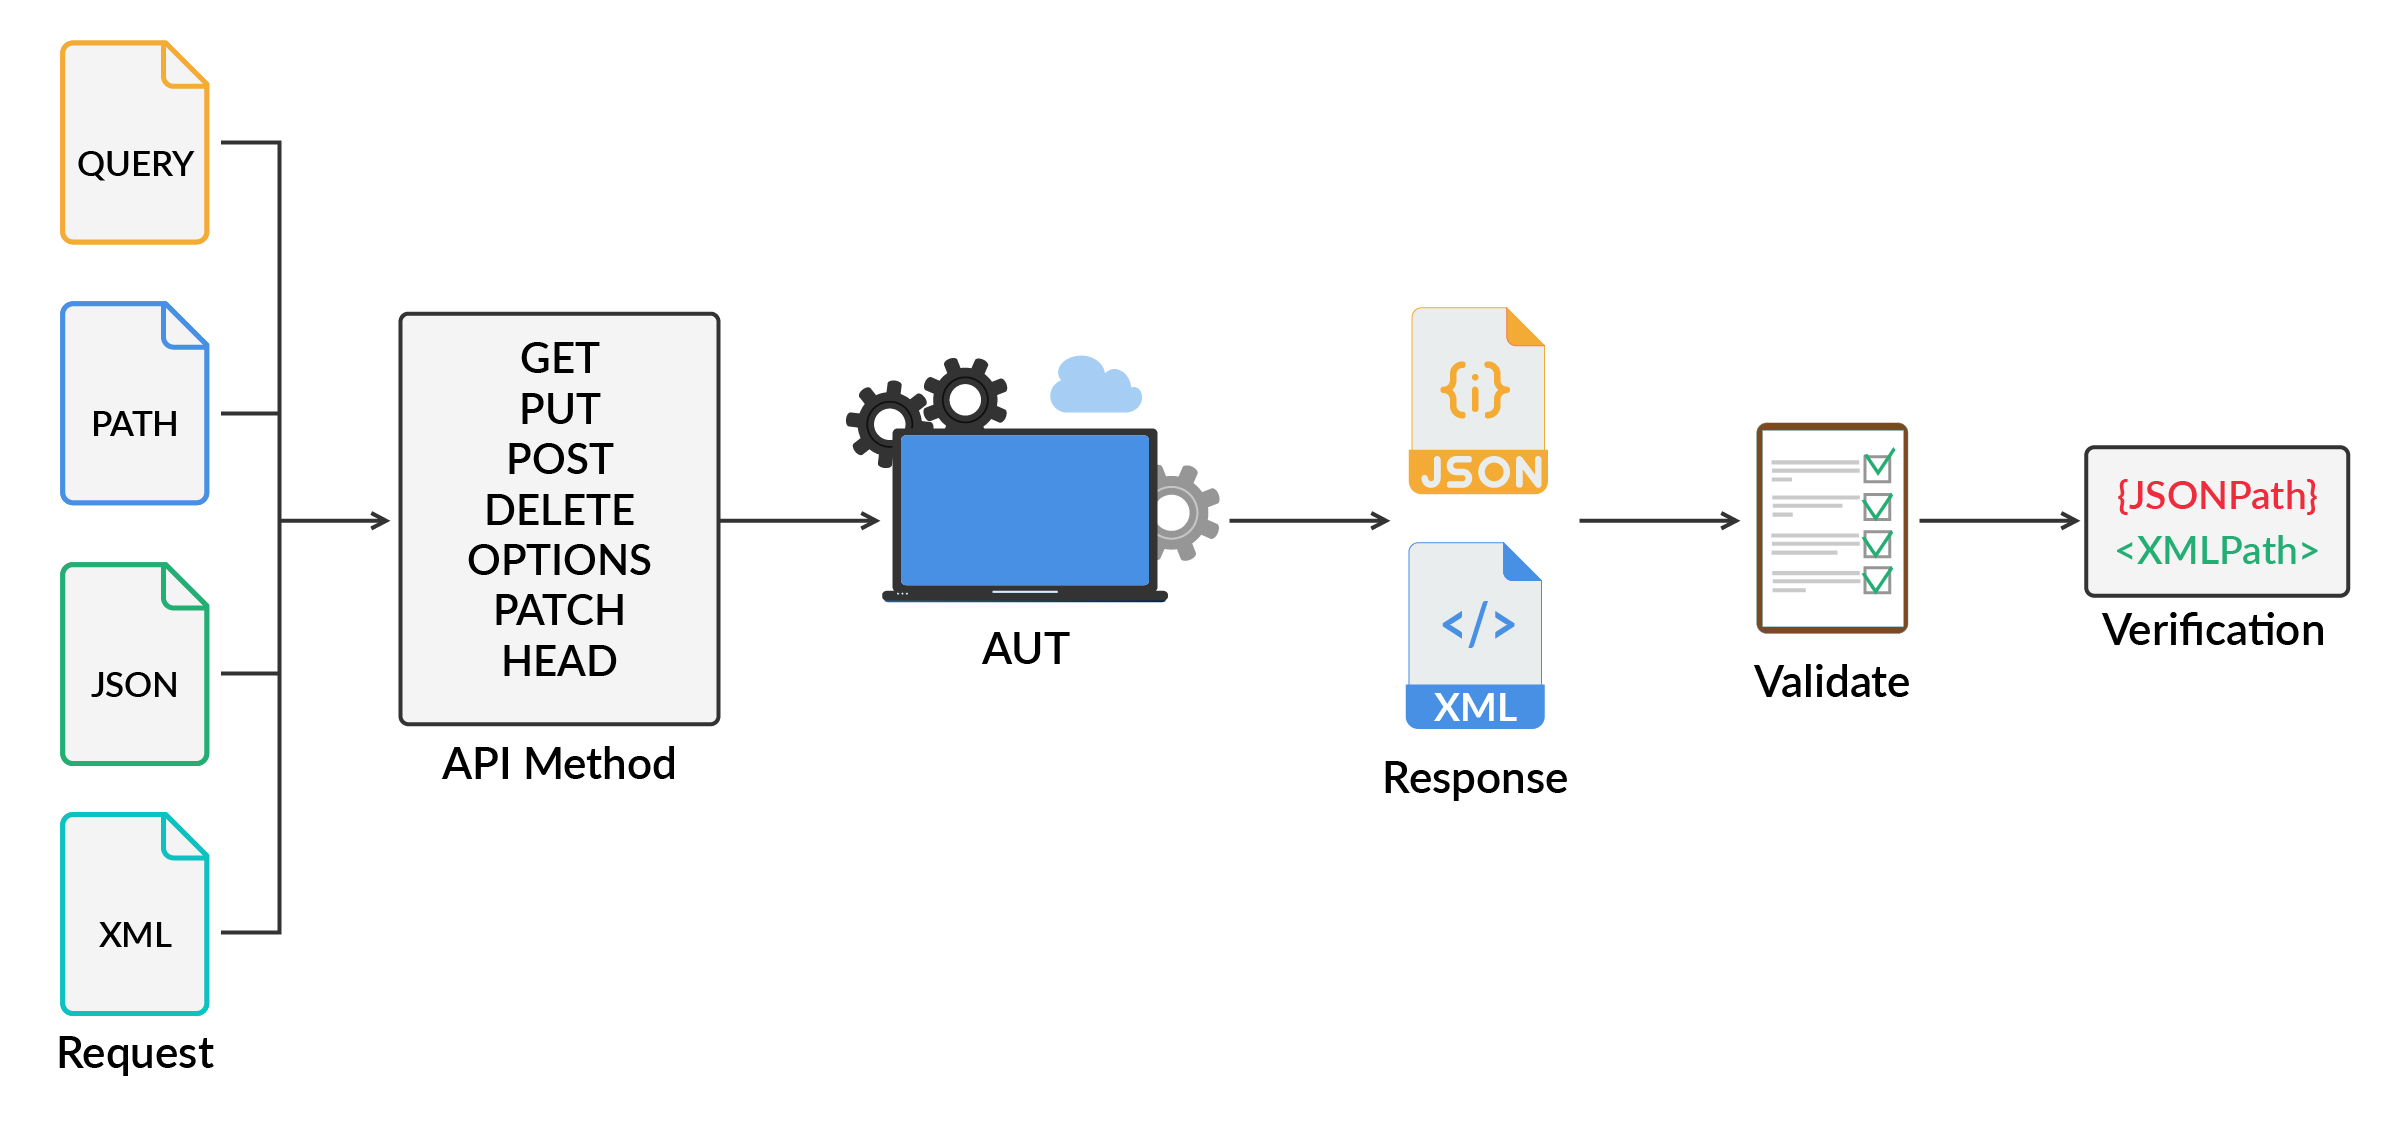 QUERY
PATH
JSON
XML
Request
GET
PUT
POST
DELETE
OPTIONS
PATCH
HEAD
API Method
AUT
{i}
JSON
</>
XML
Response
Validate
{JSONPath}
<XMLPath>
Verification